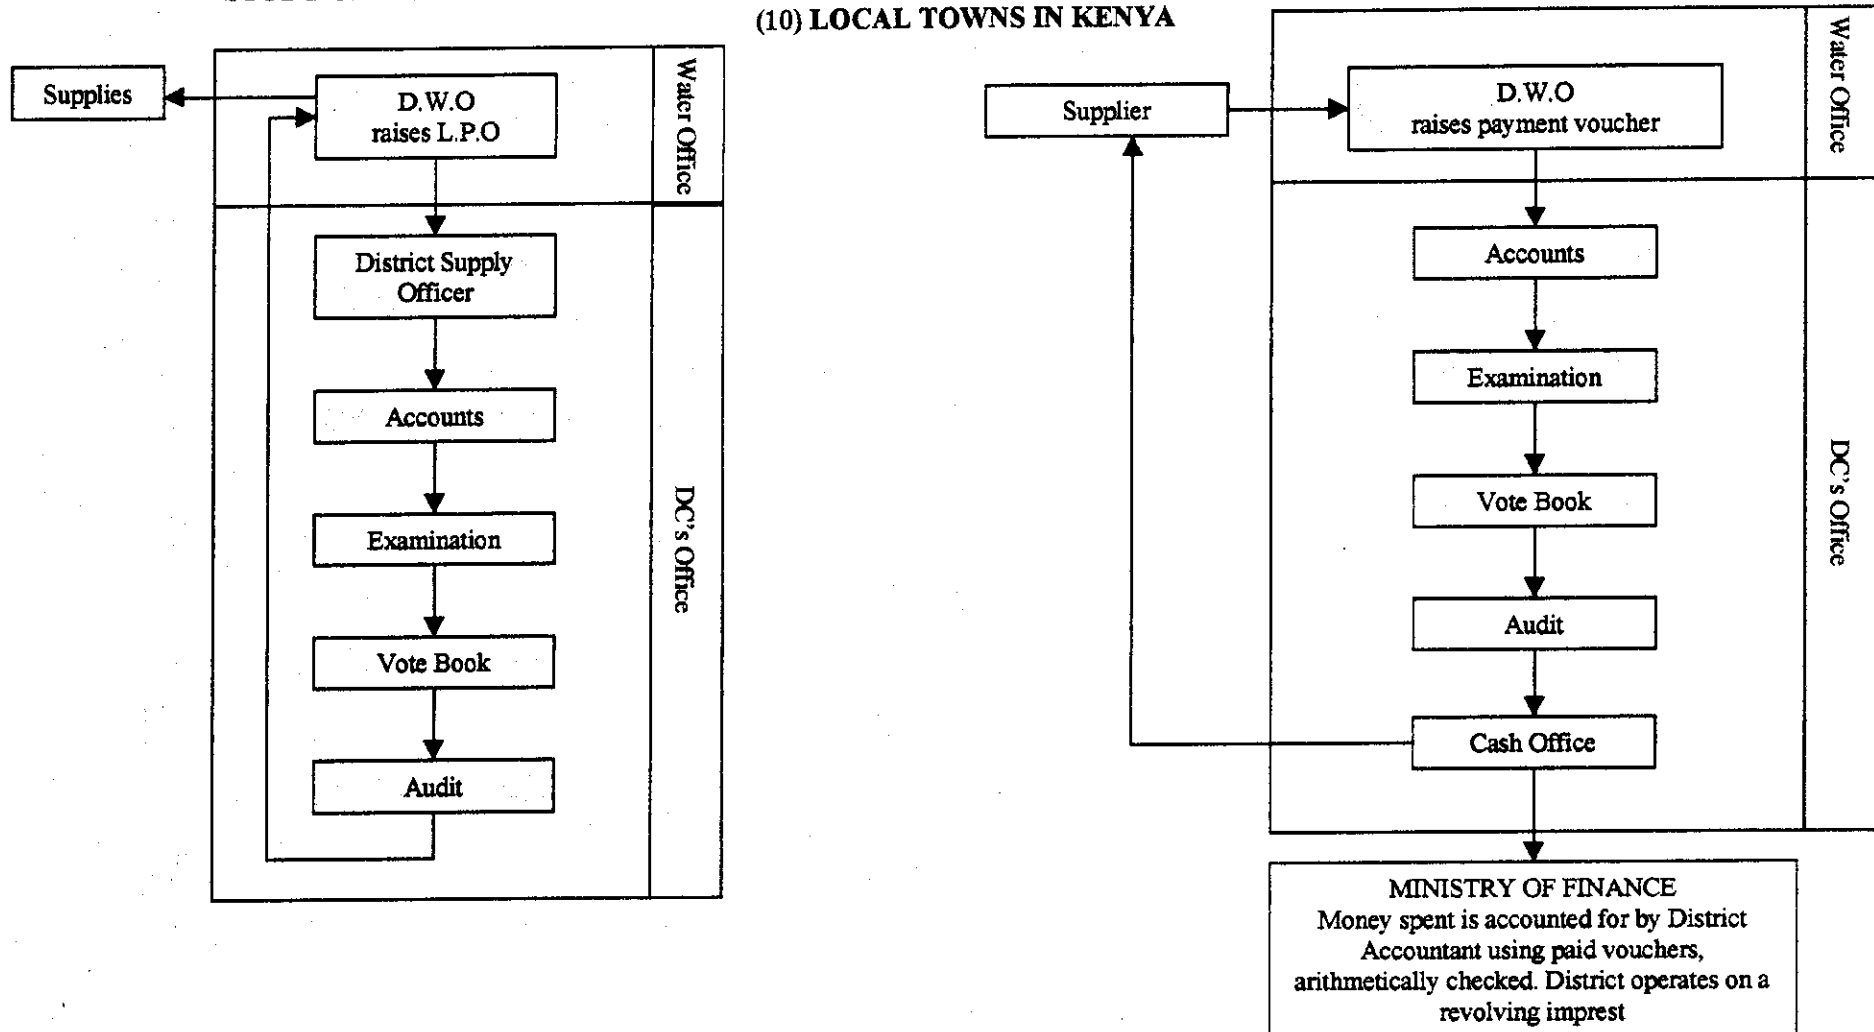 (10) LOCAL TOWNS IN KENYA
Supplies
D.W.O
raises L.P.O
Water Office
District Supply
Officer
Accounts
Examination
Vote Book
Audit
DC's Office
Supplier
D.W.O
raises payment voucher
Water Office
Accounts
Examination
Vote Book
Audit
Cash Office
DC's Office
MINISTRY OF FINANCE
Money spent is accounted for by District
Accountant using paid vouchers,
arithmetically checked. District operates on a
revolving imprest